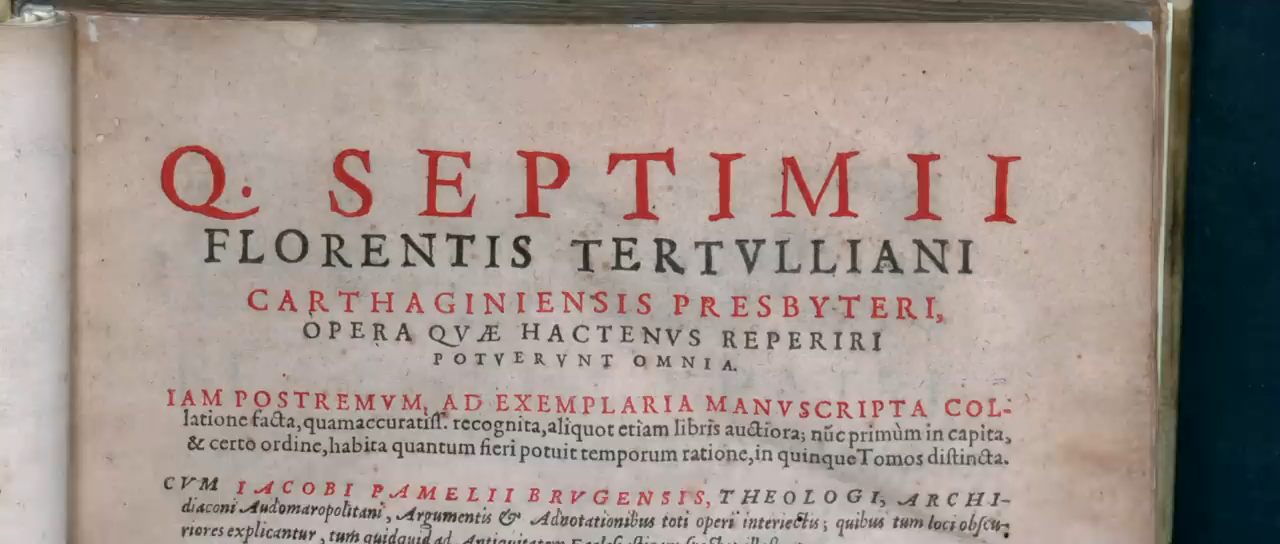 Q. SEPTIMII
FLORENTIS TERTVLLIANI
CARTHAGINIENSIS PRESBYTERI,
OPERA QVÆ HACTENVS REPERIRI
POTVERVNT OMNIA.
IAM POSTREMVM, AD EXEMPLARIA MANVSCRIPTA COL-
latione facta, quamaccuratiſſ. recognita, aliquot etiam libris auctiora; nūc primùm in capita,
& certo ordine, habita quantum fieri potuit temporum ratione, in quinque Tomos diſtincta.
CVM IACOBI PAMELII BRVGENSIS, THEOLOGI, ARCHI-
diaconi Audomaropolitani, Argumentis & Adnotationibus toti operi interiectis; quibus tum loci obſcu-
riores explicantur, tum quidquid ad Antiquitatem